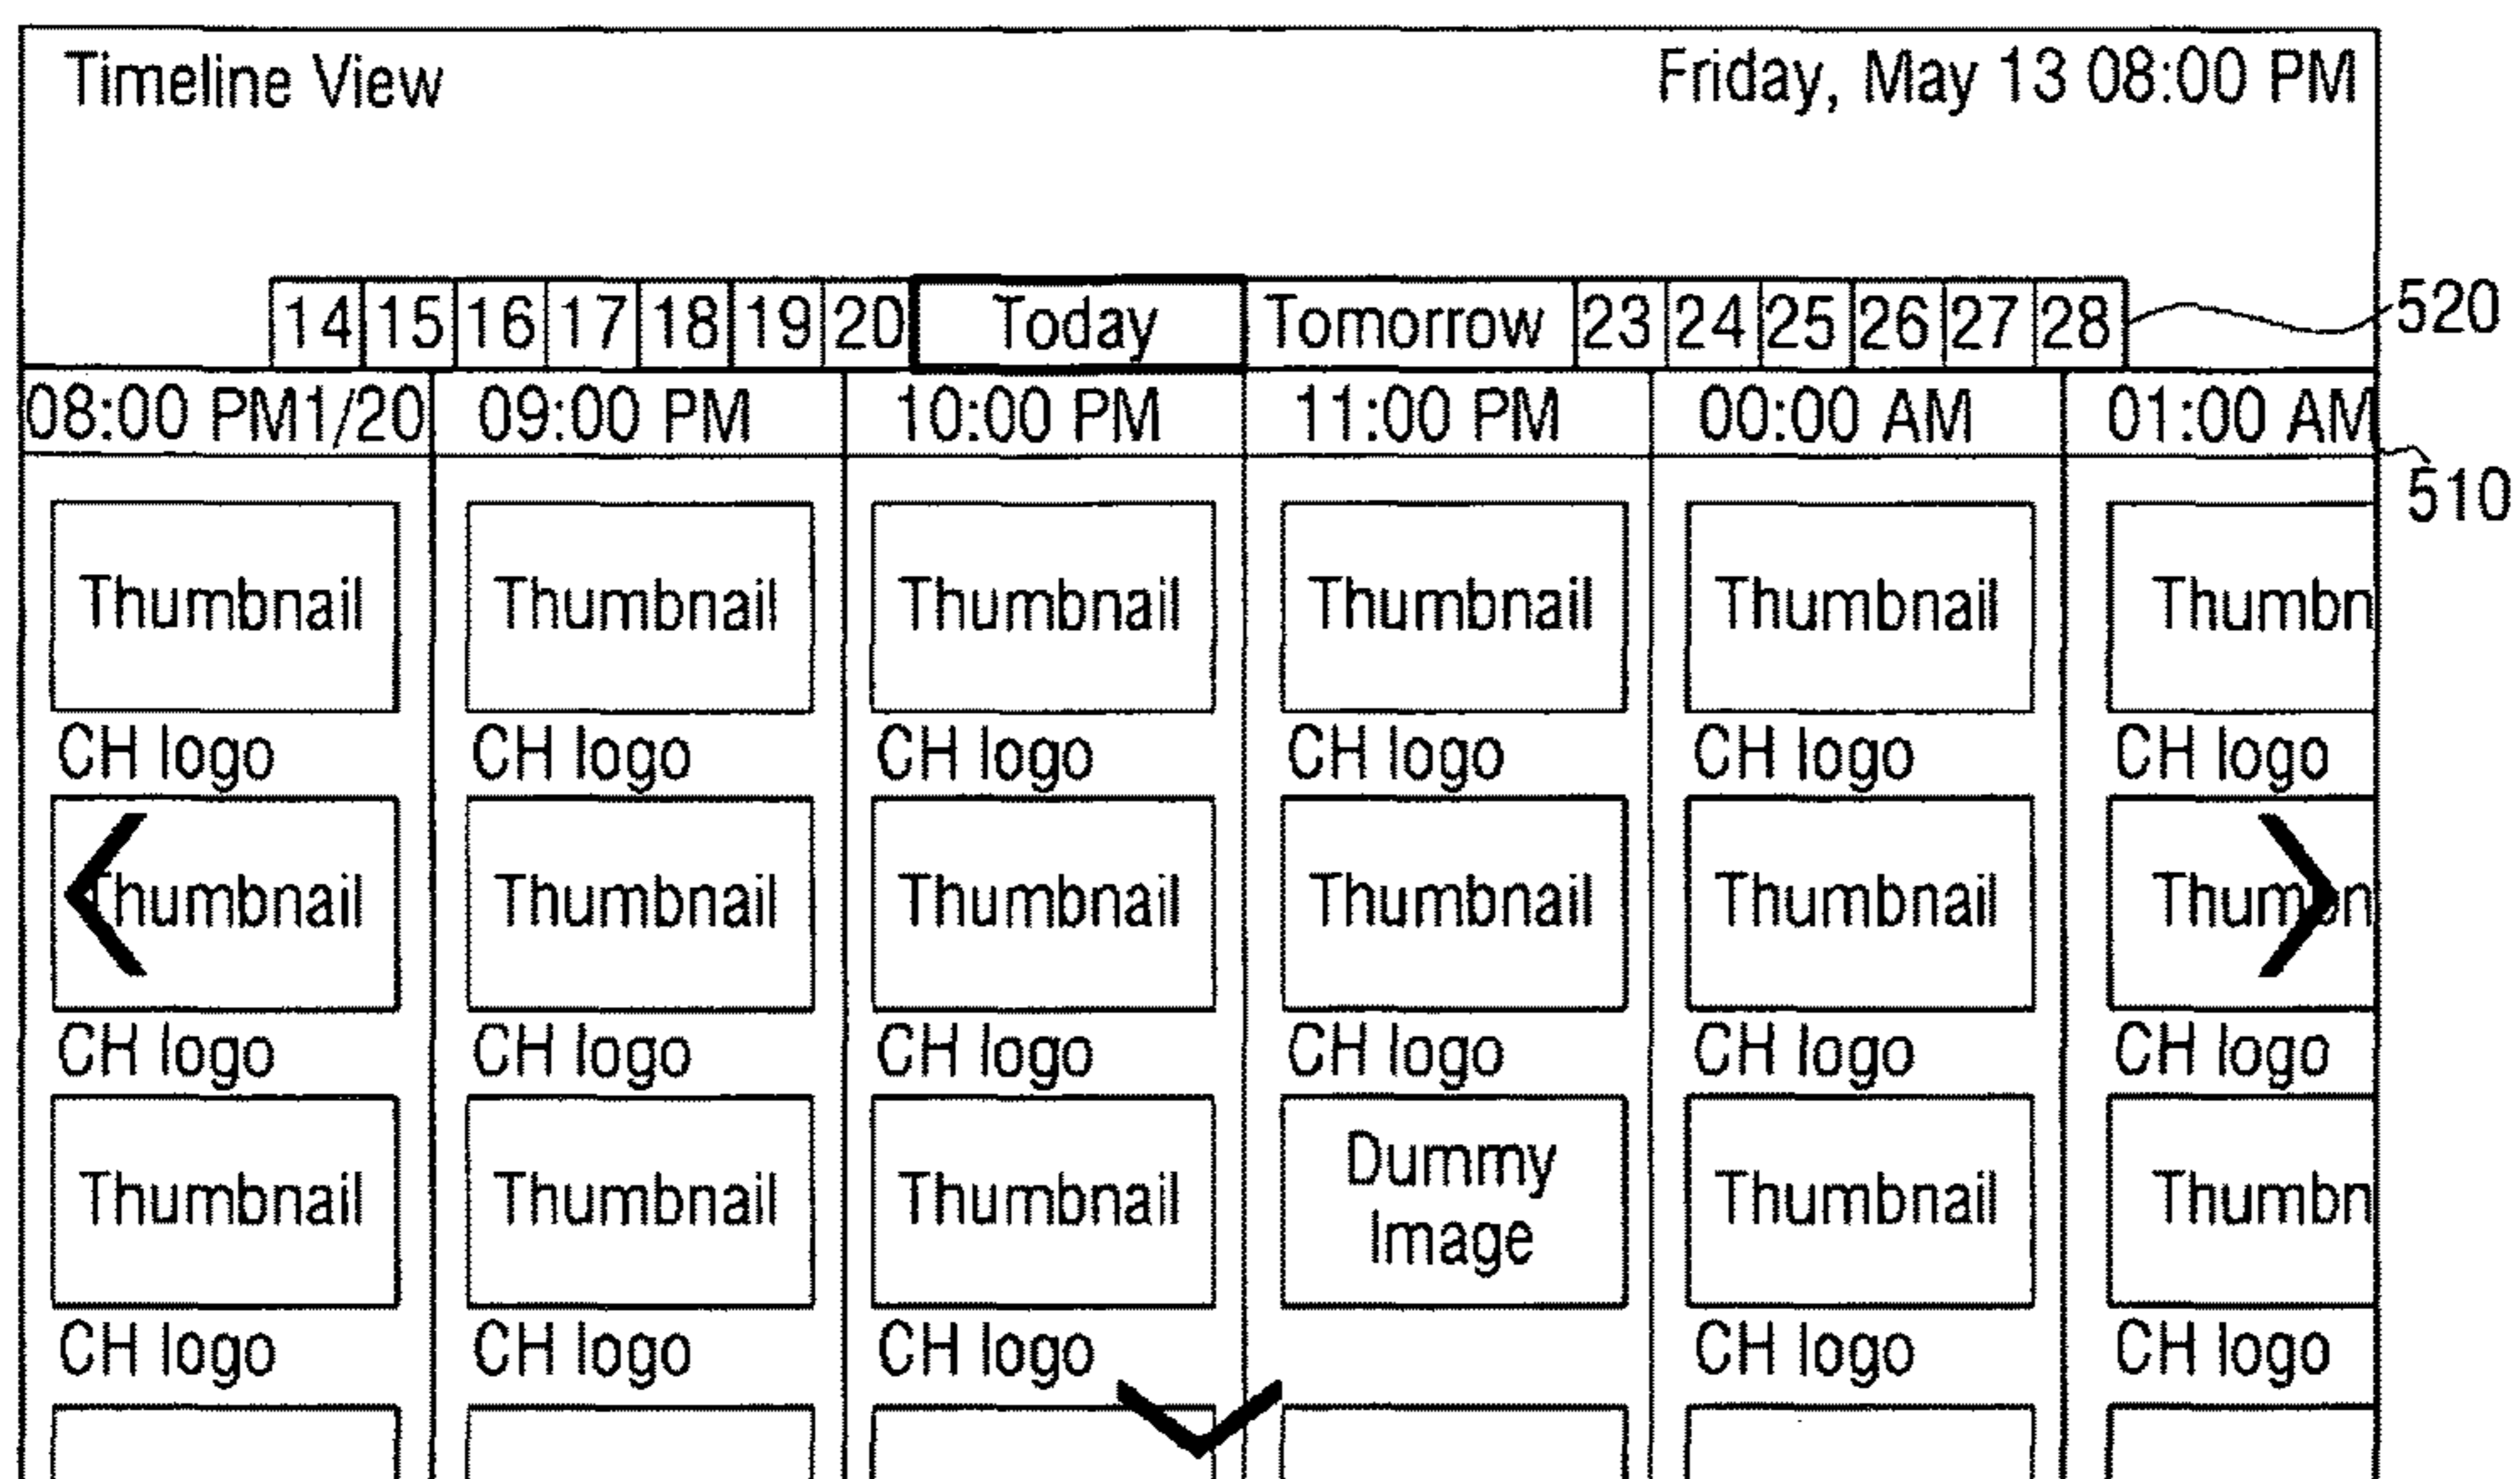 Timeline View Friday, May 13 08:00 PM
14 15 16 17 18 19 20 Today Tomorrow 23 24 25 26 27 28 520
08:00 PM1/20 09:00 PM 10:00 PM 11:00 PM 00:00 AM 01:00 AM
510
Thumbnail Thumbnail Thumbnail Thumbnail Thumbnail Thumbn
CH logo CH logo CH logo CH logo CH logo CH logo
Thumbnail Thumbnail Thumbnail Thumbnail Thumbnail Thumbn
CH logo CH logo CH logo CH logo CH logo CH logo
Thumbnail Thumbnail Thumbnail Dummy Image Thumbnail Thumbn
CH logo CH logo CH logo CH logo CH logo